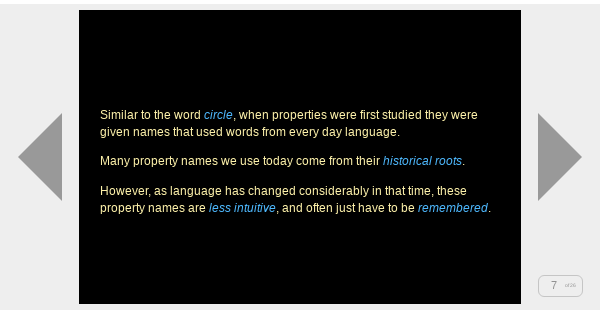 Similar to the word circle, when properties were first studied they were
given names that used words from every day language.
Many property names we use today come from their historical roots.
However, as language has changed considerably in that time, these
property names are less intuitive, and often just have to be remembered.
7